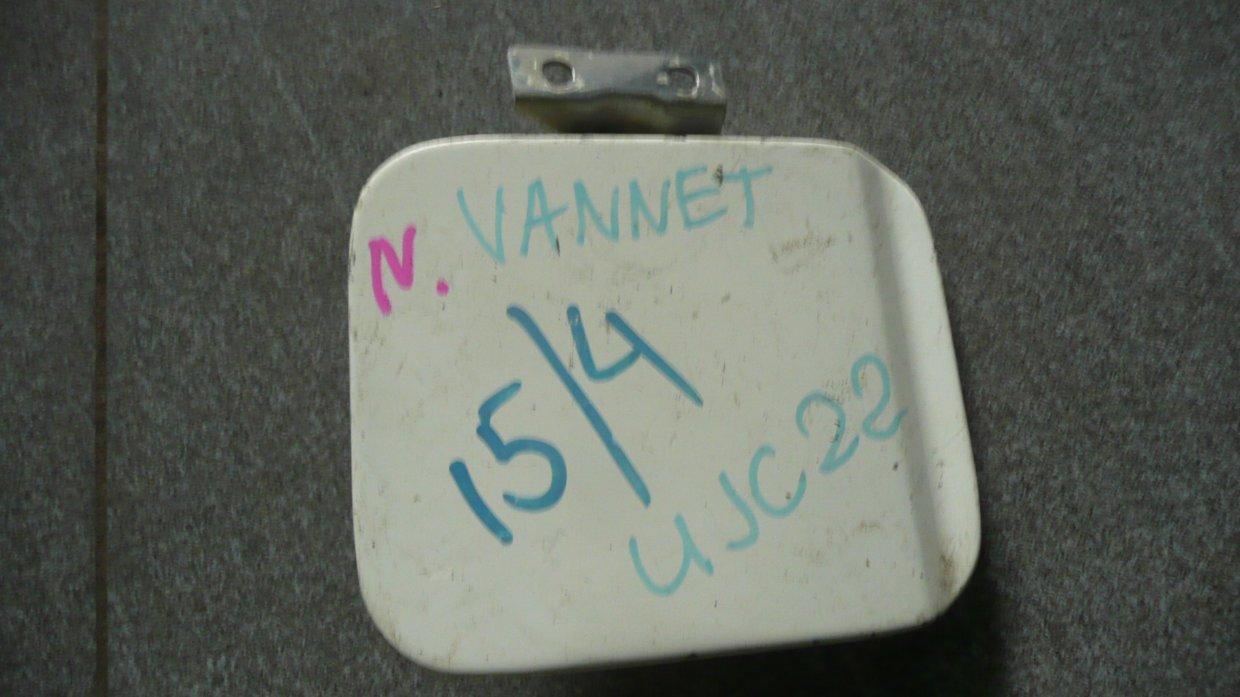 VANNET
N.
15/4
UJC22